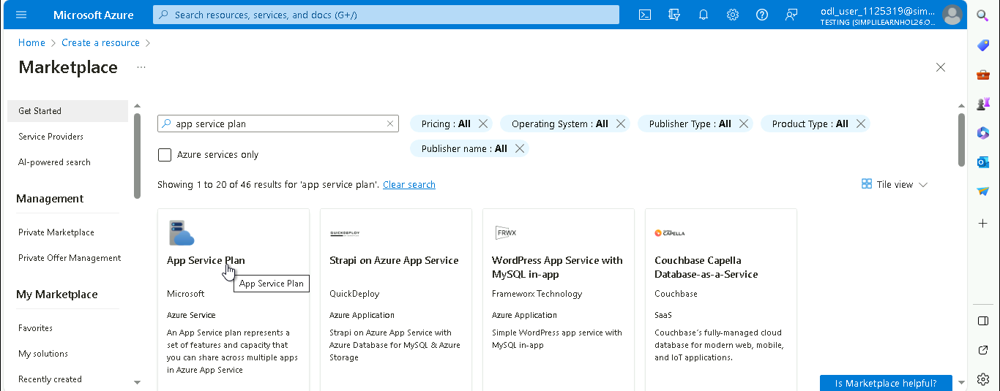 Microsoft Azure
Search resources, services, and docs (G+/)
odl_user_1125319@sim...
TESTING (SIMPLILEARNHOL26.O...
Home > Create a resource >
Marketplace ...
Get Started
Service Providers
AI-powered search
Management
Private Marketplace
Private Offer Management
My Marketplace
Favorites
My solutions
Recently created
app service plan
Pricing : All
Operating System : All
Publisher Type : All
Product Type : All
Publisher name : All
Azure services only
Showing 1 to 20 of 46 results for 'app service plan'. Clear search
Tile view
App Service Plan
App Service Plan
Microsoft
Azure Service
An App Service plan represents a
set of features and capacity that
you can share across multiple apps
in Azure App Service
QUICKDEPLOY
Strapi on Azure App Service
QuickDeploy
Azure Application
Strapi on Azure App Service with
Azure Database for MySQL & Azure
Storage
FRWX
WordPress App Service with
MySQL in-app
Frameworx Technology
Azure Application
Simple WordPress app service with
MySQL in-app
CAPELLA
Couchbase Capella
Database-as-a-Service
Couchbase
SaaS
Couchbase's fully-managed cloud
database for modern web, mobile,
and IoT applications.
Is Marketplace helpful?